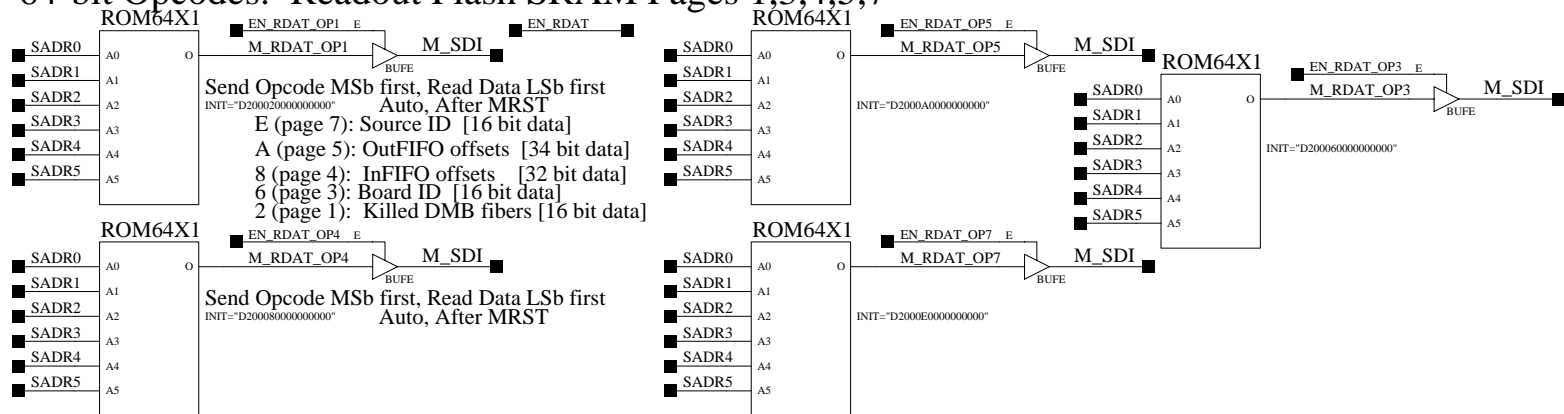 64-bit Opcodes: Readout Flash SRAM Pages 1,3,4,5,7
ROM64X1
SADR0
SADR1
SADR2
SADR3
SADR4
SADR5
A0
A1
A2
A3
A4
A5
O
EN_RDAT_OP1 E
M_RDAT_OP1
BUFE
M_SDI
EN_RDAT
Send Opcode MSb first, Read Data LSb first
INIT="D200020000000000" Auto, After MRST
E (page 7): Source ID [16 bit data]
A (page 5): OutFIFO offsets [34 bit data]
8 (page 4): InFIFO offsets [32 bit data]
6 (page 3): Board ID [16 bit data]
2 (page 1): Killed DMB fibers [16 bit data]
ROM64X1
SADR0
SADR1
SADR2
SADR3
SADR4
SADR5
A0
A1
A2
A3
A4
A5
O
EN_RDAT_OP5 E
M_RDAT_OP5
BUFE
M_SDI
INIT="D2000A0000000000"
ROM64X1
SADR0
SADR1
SADR2
SADR3
SADR4
SADR5
A0
A1
A2
A3
A4
A5
O
EN_RDAT_OP3 E
M_RDAT_OP3
BUFE
M_SDI
INIT="D200060000000000"
ROM64X1
SADR0
SADR1
SADR2
SADR3
SADR4
SADR5
A0
A1
A2
A3
A4
A5
O
EN_RDAT_OP4 E
M_RDAT_OP4
BUFE
M_SDI
Send Opcode MSb first, Read Data LSb first
INIT="D200080000000000" Auto, After MRST
ROM64X1
SADR0
SADR1
SADR2
SADR3
SADR4
SADR5
A0
A1
A2
A3
A4
A5
O
EN_RDAT_OP7 E
M_RDAT_OP7
BUFE
M_SDI
INIT="D2000E0000000000"